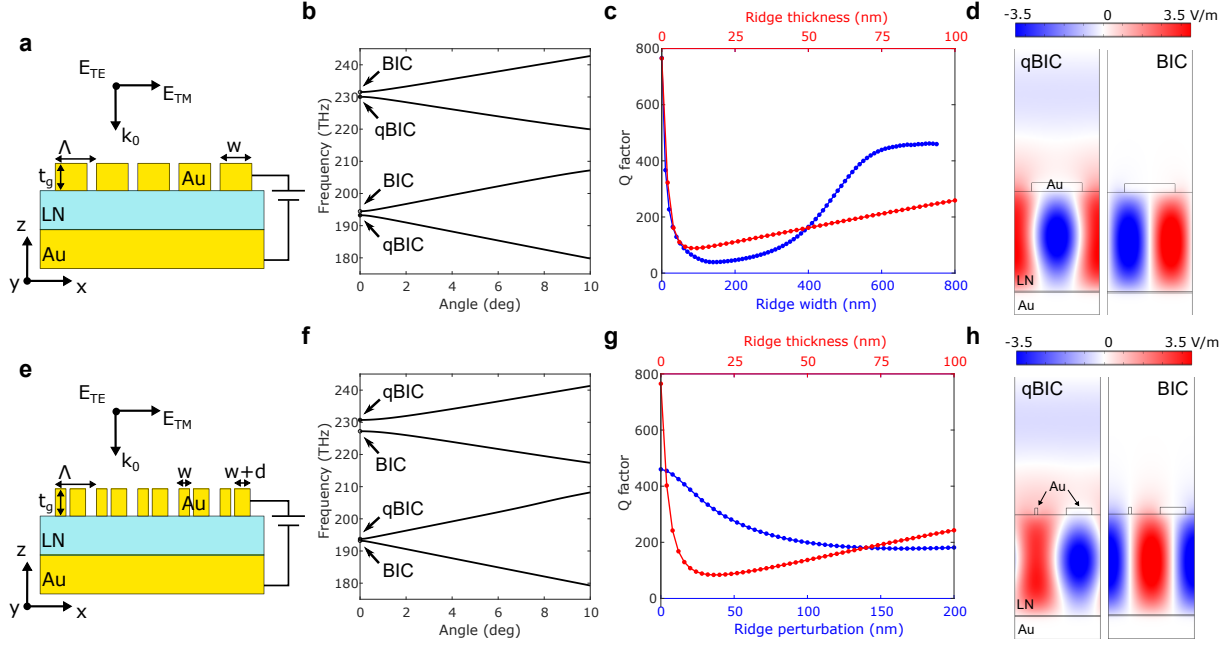 a
E_TE
E_TM
k_0
Λ
w
t_g
Au
LN
Au
z
y
x
b
Frequency (THz)
240
230
220
210
200
190
180
BIC
qBIC
BIC
qBIC
0 2 4 6 8 10
Angle (deg)
c
Ridge thickness (nm)
0 25 50 75 100
Q factor
800
600
400
200
0
0 200 400 600 800
Ridge width (nm)
d
-3.5 0 3.5 V/m
qBIC BIC
Au
LN
Au
e
E_TE
E_TM
k_0
Λ
w
w+d
t_g
Au
LN
Au
z
y
x
f
Frequency (THz)
240
230
220
210
200
190
180
qBIC
BIC
qBIC
BIC
0 2 4 6 8 10
Angle (deg)
g
Ridge thickness (nm)
0 25 50 75 100
Q factor
800
600
400
200
0
0 50 100 150 200
Ridge perturbation (nm)
h
-3.5 0 3.5 V/m
qBIC BIC
Au
LN
Au